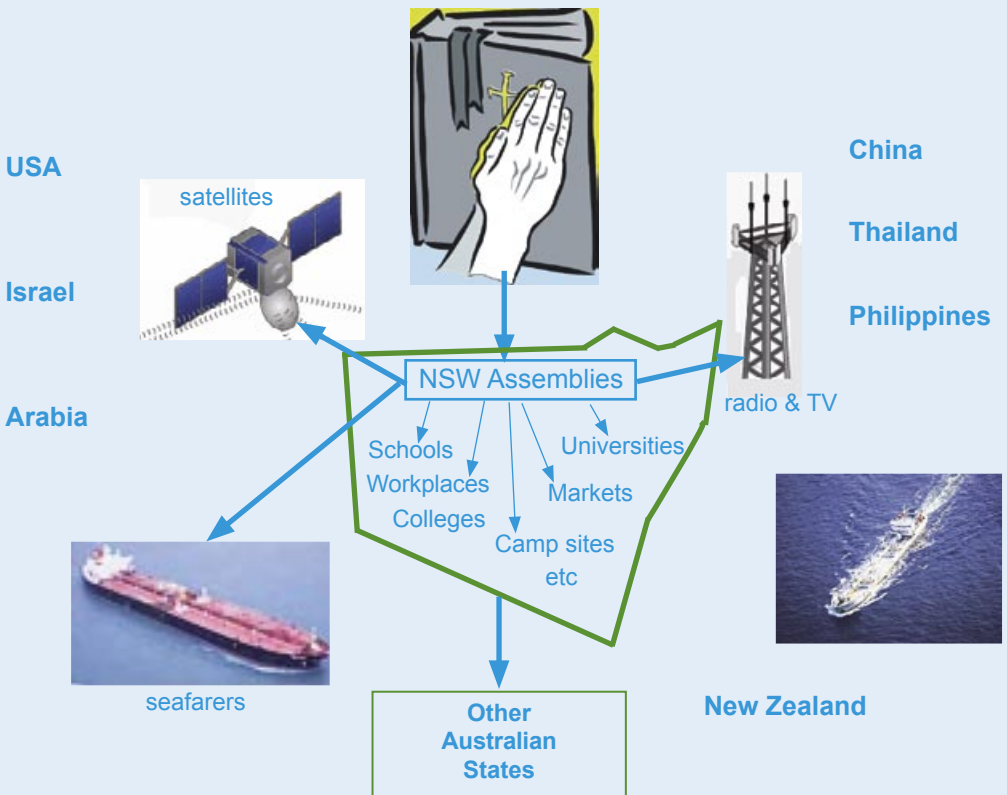 USA
satellites
Israel
Arabia
China
Thailand
Philippines
radio & TV
NSW Assemblies
Schools
Universities
Workplaces
Markets
Colleges
Camp sites
etc
seafarers
New Zealand
Other
Australian
States